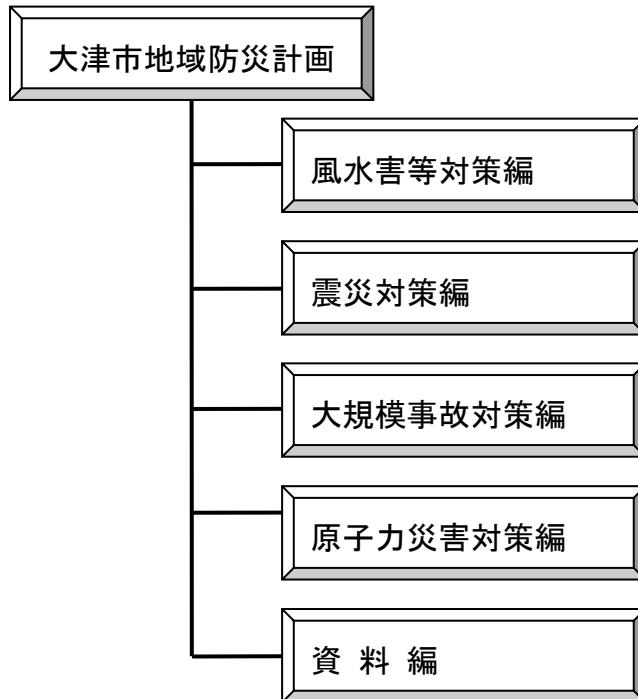 大津市地域防災計画
風水害等対策編
震災対策編
大規模事故対策編
原子力災害対策編
資 料 編